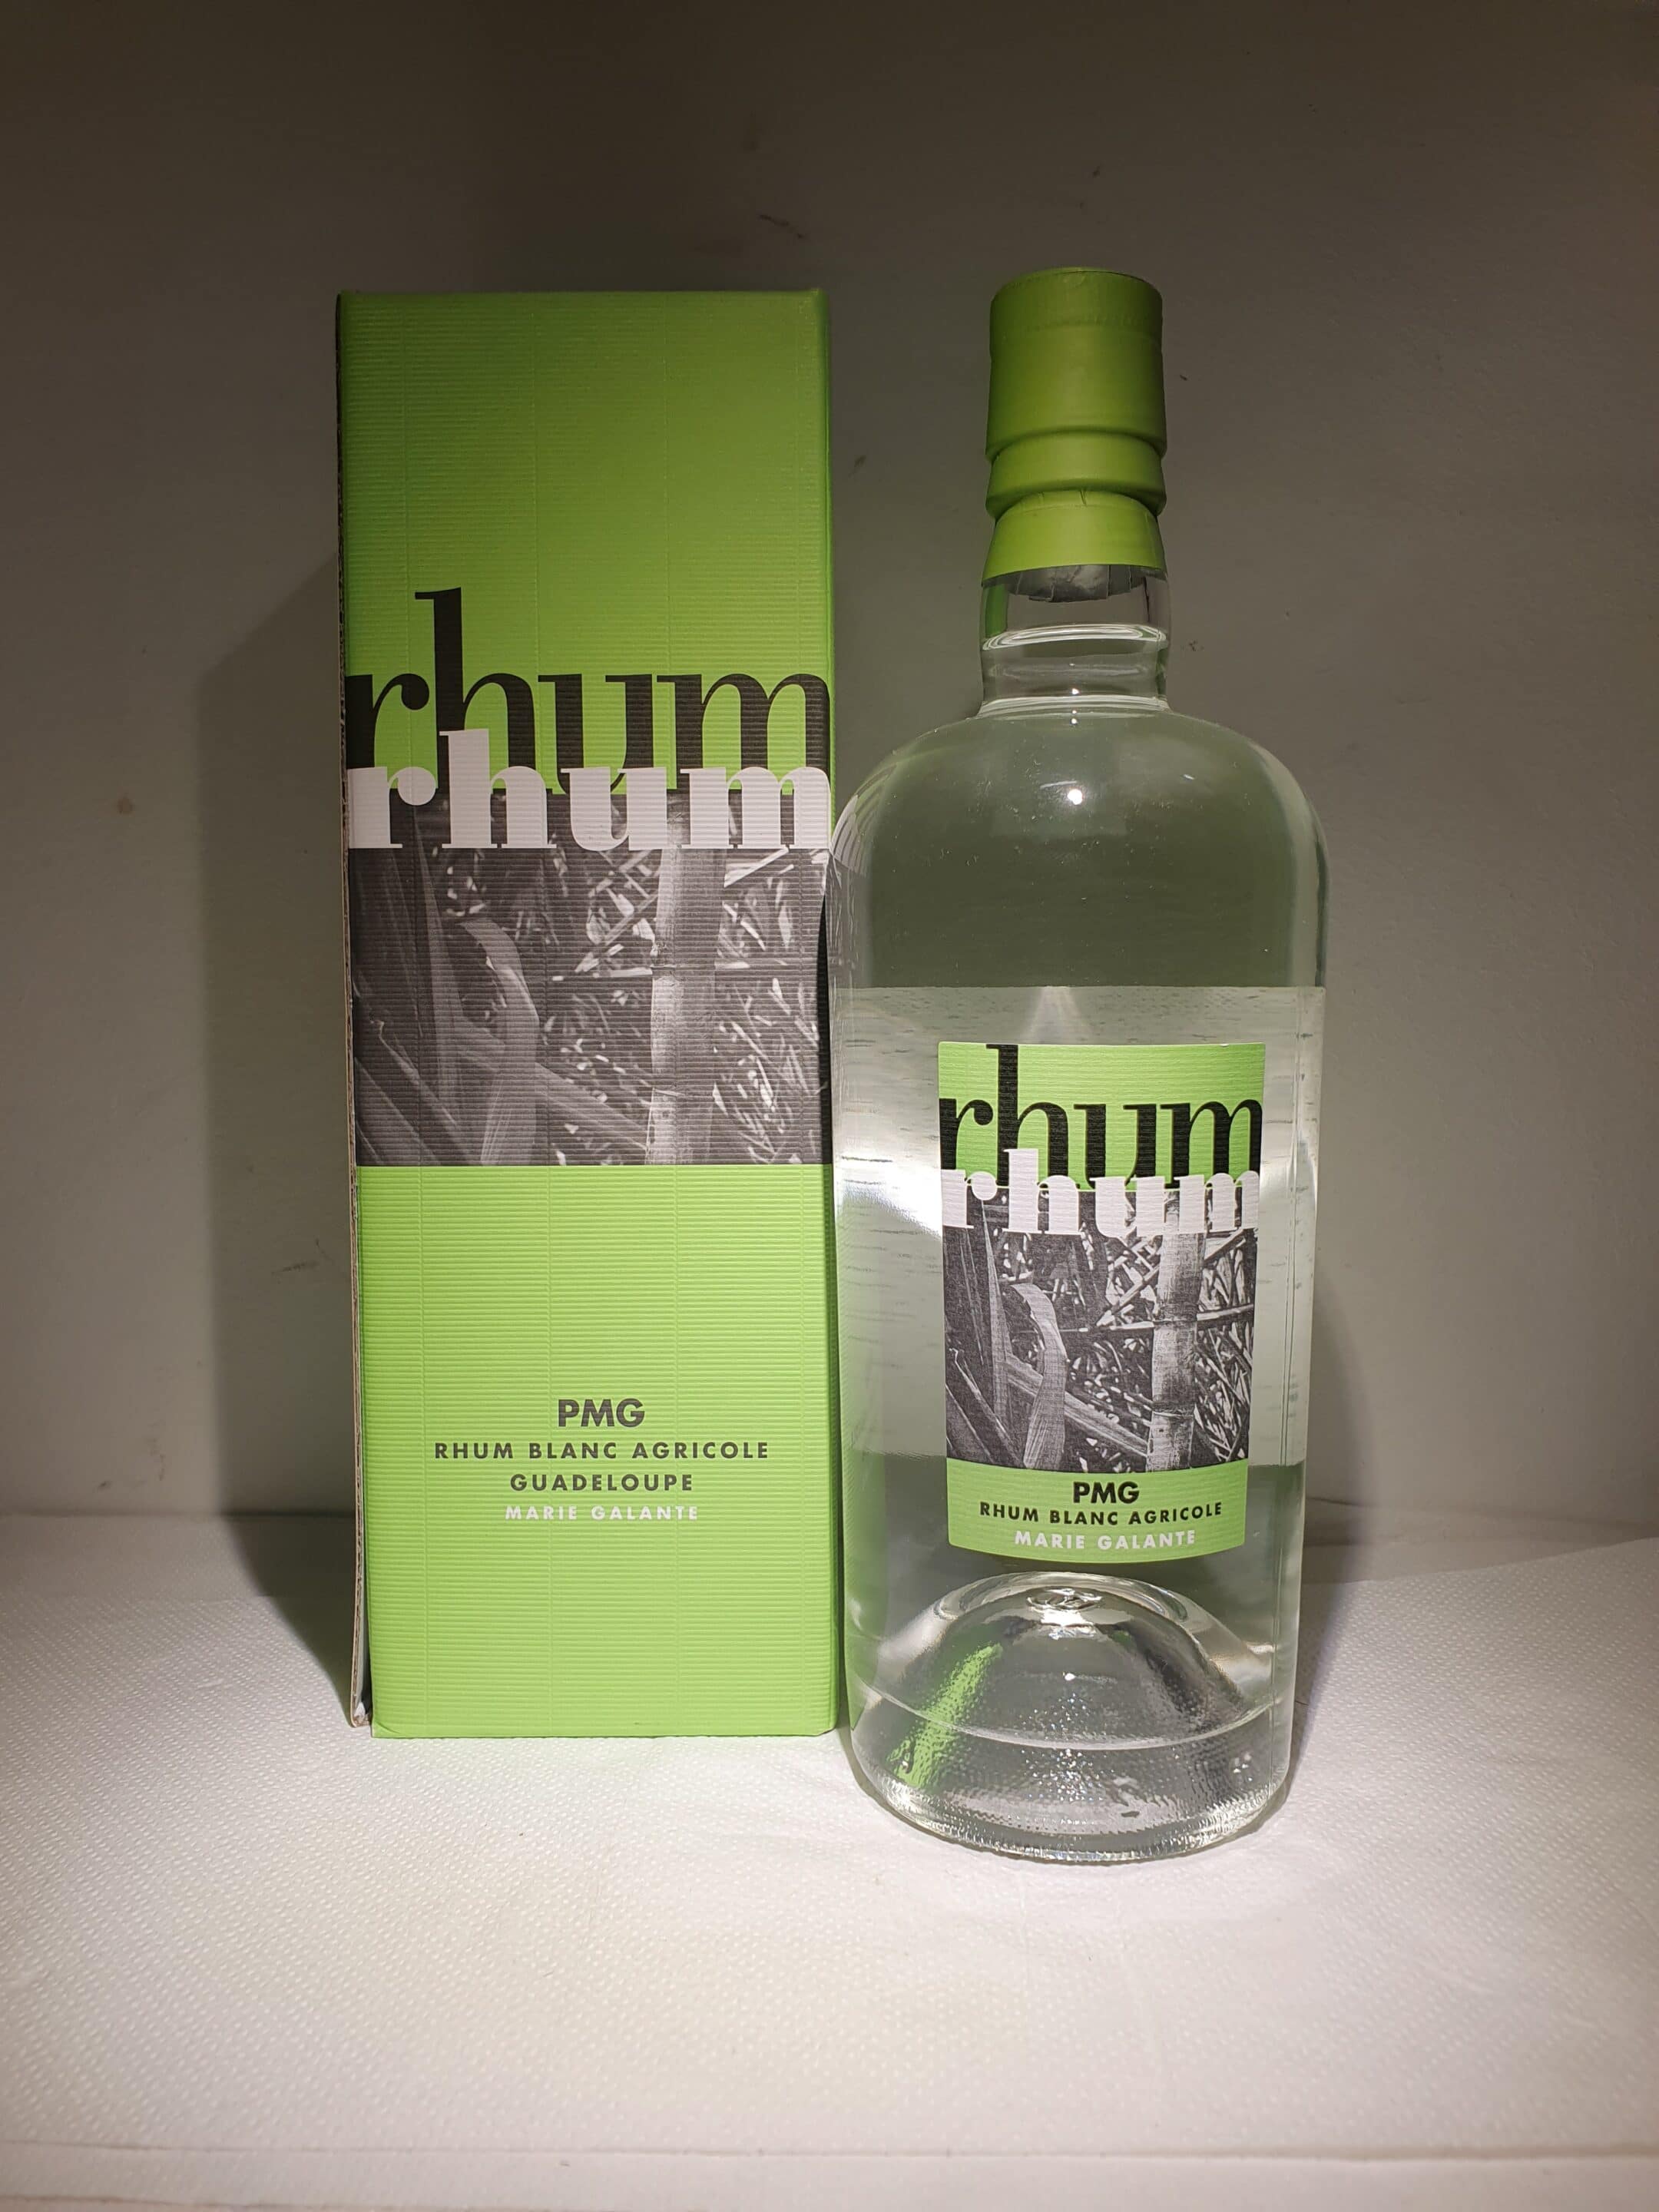 rhum
rhum
PMG
RHUM BLANC AGRICOLE
GUADELOUPE
MARIE GALANTE
rhum
rhum
PMG
RHUM BLANC AGRICOLE
MARIE GALANTE